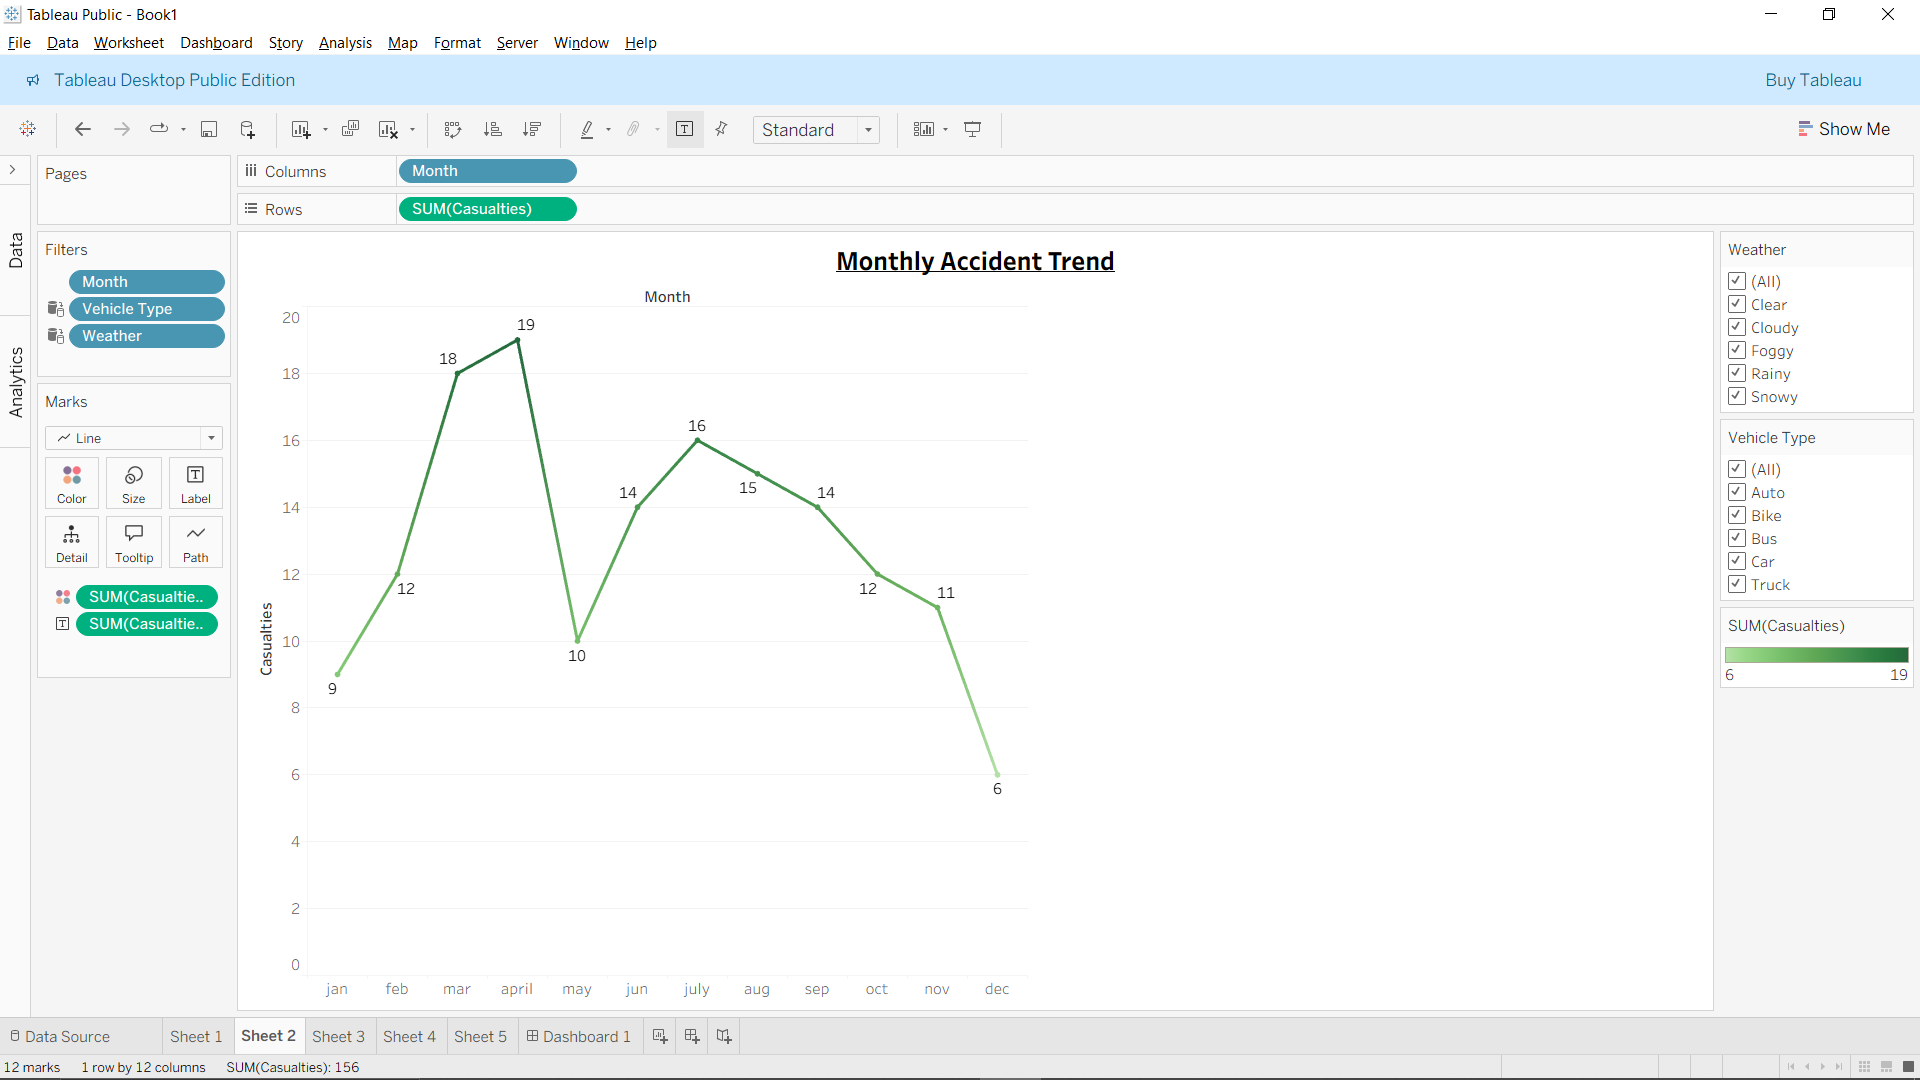 Tableau Public - Book1
File Data Worksheet Dashboard Story Analysis Map Format Server Window Help
Tableau Desktop Public Edition
Buy Tableau
Standard
Show Me
Data
Analytics
Pages
Filters
Month
Vehicle Type
Weather
Marks
Line
Color Size Label
Detail Tooltip Path
SUM(Casualtie..
SUM(Casualtie..
Columns
Month
Rows
SUM(Casualties)
Monthly Accident Trend
Month
Casualties
20
18
16
14
12
10
8
6
4
2
0
9
12
18
19
10
14
16
15
14
12
11
6
jan feb mar april may jun july aug sep oct nov dec
Weather
(All)
Clear
Cloudy
Foggy
Rainy
Snowy
Vehicle Type
(All)
Auto
Bike
Bus
Car
Truck
SUM(Casualties)
6 19
Data Source Sheet 1 Sheet 2 Sheet 3 Sheet 4 Sheet 5 Dashboard 1
12 marks 1 row by 12 columns SUM(Casualties): 156